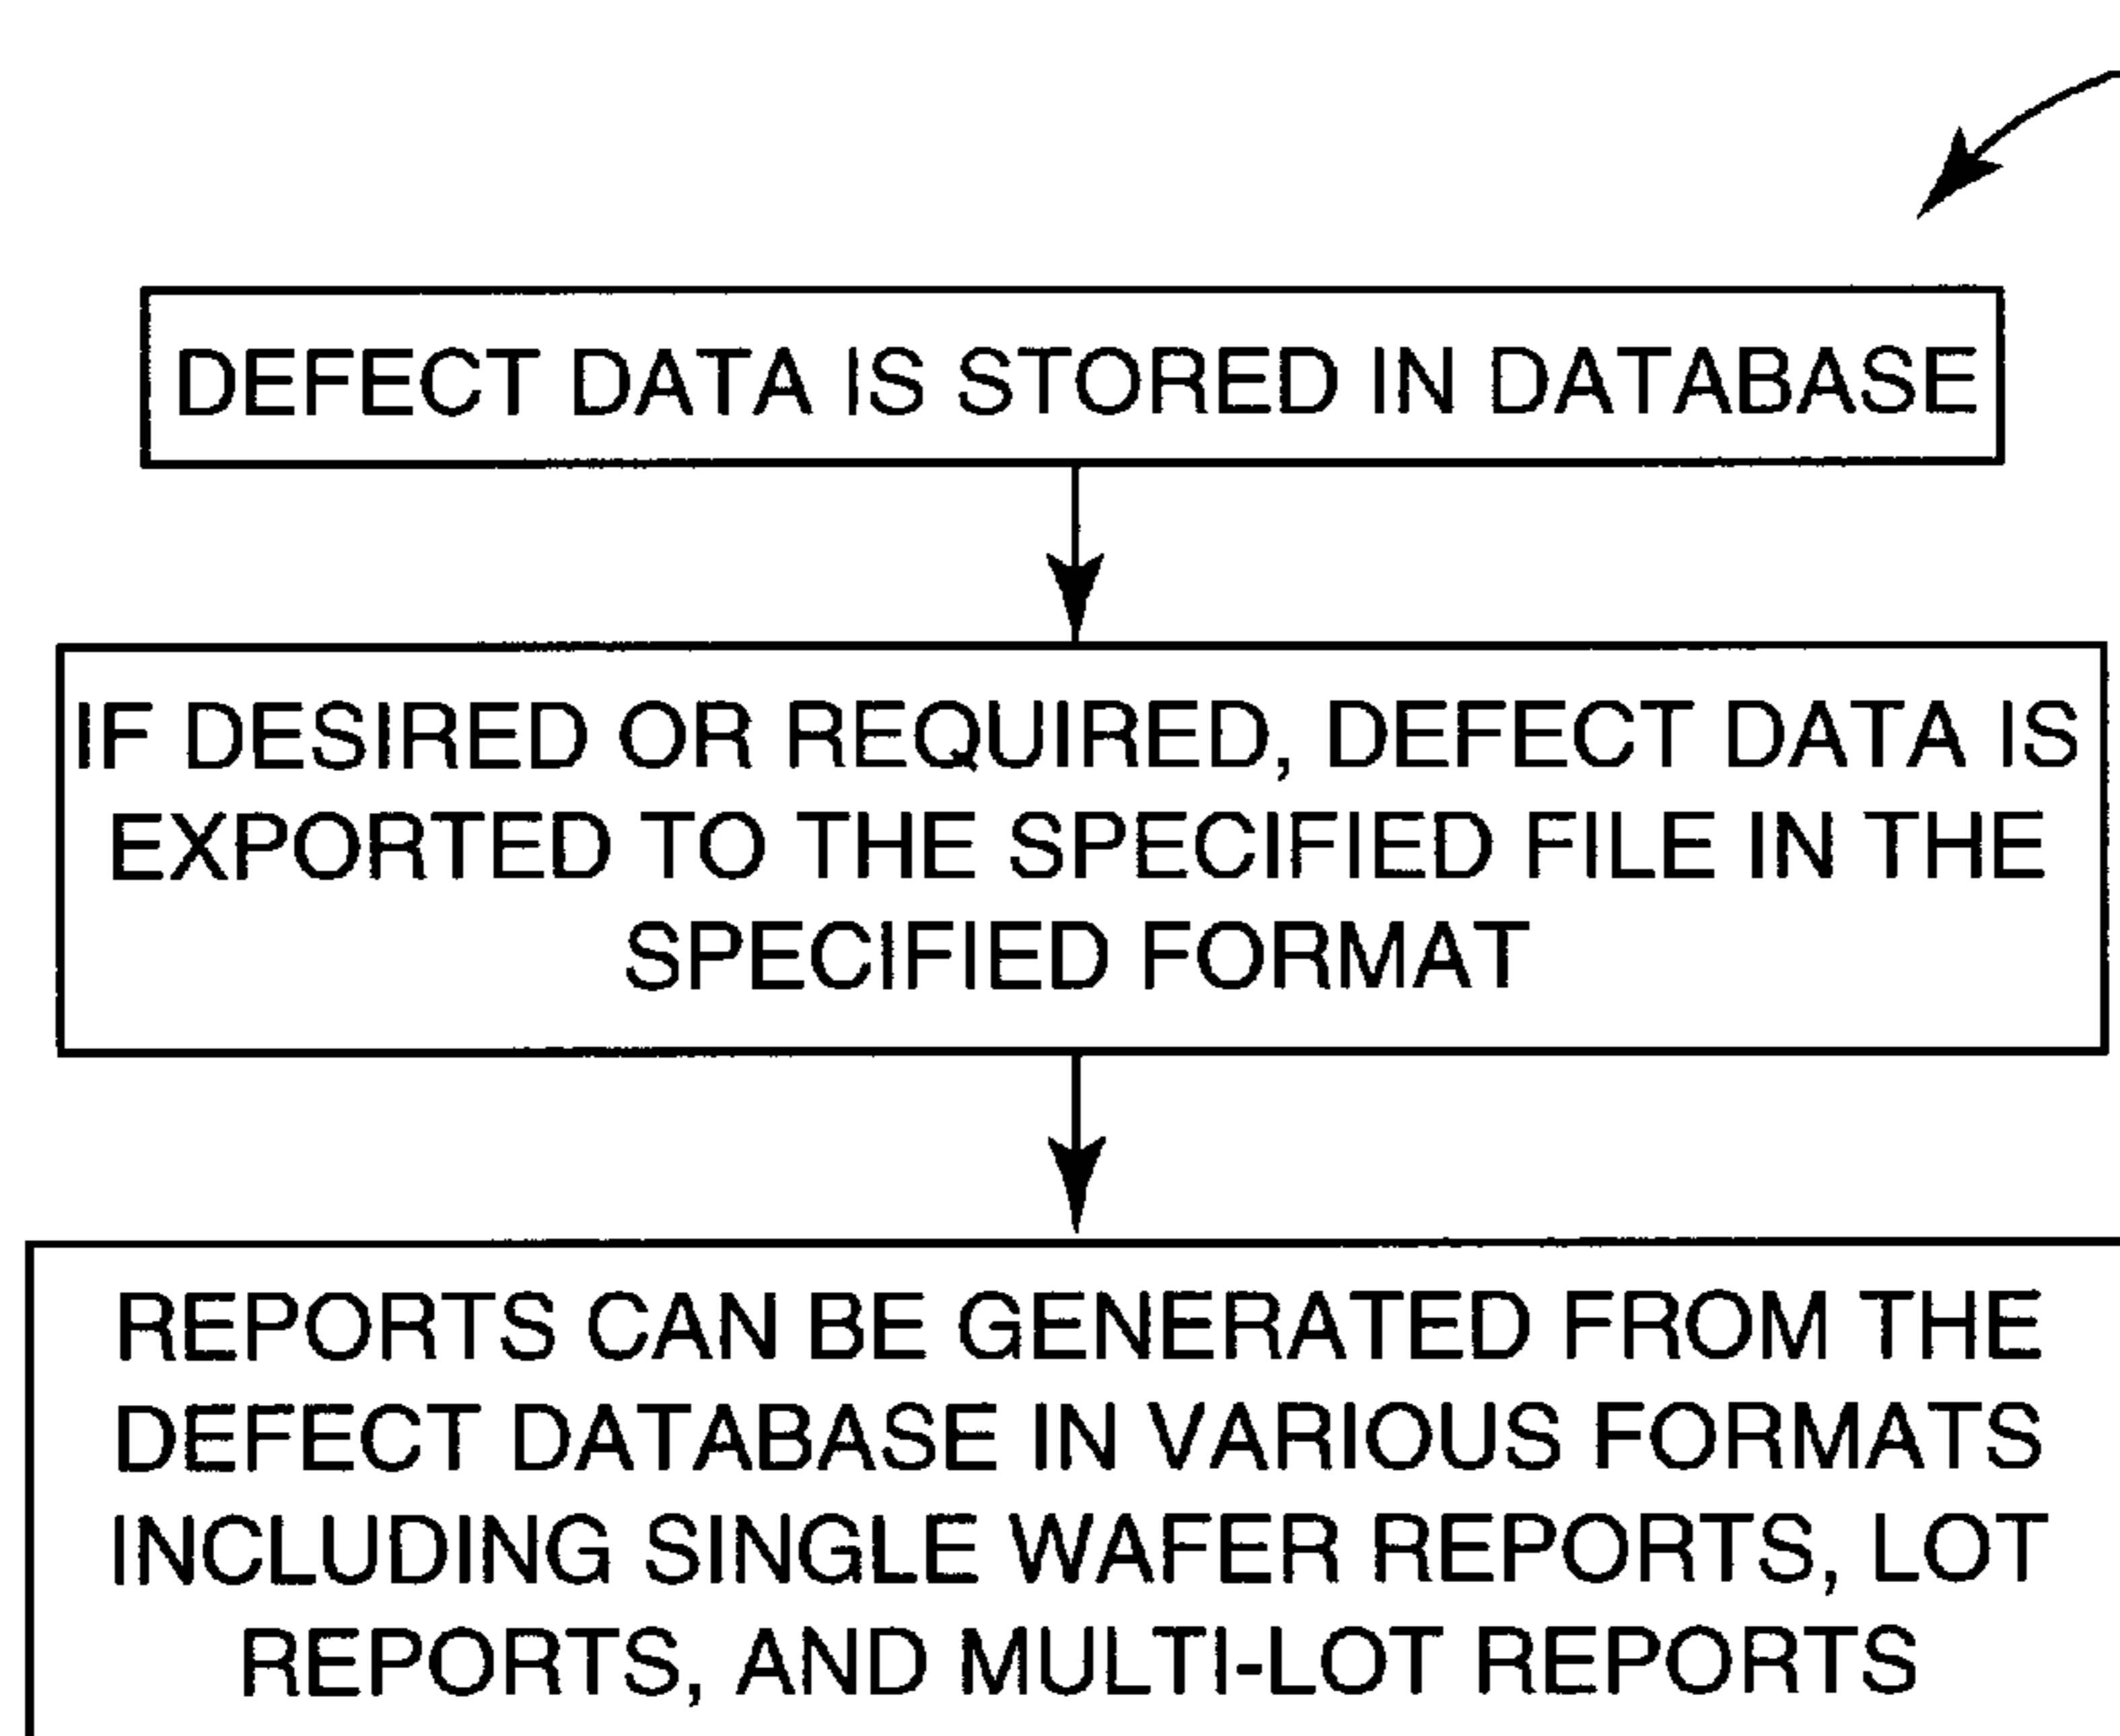 DEFECT DATA IS STORED IN DATABASE
IF DESIRED OR REQUIRED, DEFECT DATA IS
EXPORTED TO THE SPECIFIED FILE IN THE
SPECIFIED FORMAT
REPORTS CAN BE GENERATED FROM THE
DEFECT DATABASE IN VARIOUS FORMATS
INCLUDING SINGLE WAFER REPORTS, LOT
REPORTS, AND MULTI-LOT REPORTS